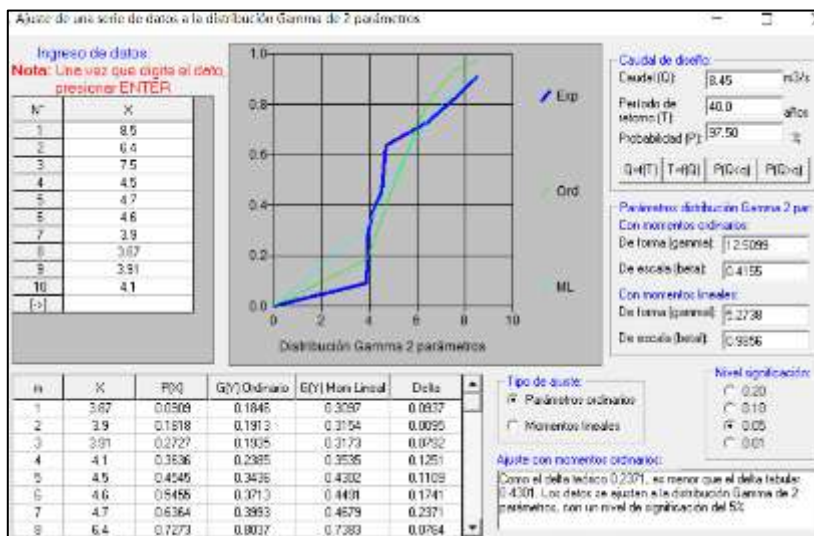 Ajuste de una serie de datos a la distribución Gamma de 2 parámetros
Ingreso de datos:
Nota: Una vez que digite el dato,
presionar ENTER
N° X
1 8.5
2 6.4
3 7.5
4 4.5
5 4.7
6 4.6
7 3.9
8 3.87
9 3.91
10 4.1
[->]
1.0
0.8
0.6
0.4
0.2
0.0
0 2 4 6 8 10
Distribución Gamma 2 parámetros
Exp
Ord
ML
Caudal de diseño:
Caudal (Q): 8.45 m3/s
Período de
retorno (T): 40.0 años
Probabilidad (P): 97.50 %
Q=f(T) T=f(Q) P(Q<q) P(Q>q)
Parámetros distribución Gamma 2 par
Con momentos ordinarios:
De forma (gamma): 12.5099
De escala (beta): 0.4155
Con momentos lineales:
De forma (gammal): 5.2738
De escala (betal): 0.9856
m X P(X) G(Y) Ordinario G(Y) Mom Lineal Delta
1 3.87 0.0909 0.1846 0.3097 0.0937
2 3.9 0.1818 0.1913 0.3154 0.0095
3 3.91 0.2727 0.1935 0.3173 0.0792
4 4.1 0.3636 0.2385 0.3535 0.1251
5 4.5 0.4545 0.3436 0.4302 0.1109
6 4.6 0.5455 0.3713 0.4491 0.1741
7 4.7 0.6364 0.3993 0.4679 0.2371
8 6.4 0.7273 0.8037 0.7383 0.0764
Tipo de ajuste:
Parámetros ordinarios
Momentos lineales
Nivel significación:
0.20
0.10
0.05
0.01
Ajuste con momentos ordinarios:
Como el delta teórico 0.2371, es menor que el delta tabular
0.4301. Los datos se ajustan a la distribución Gamma de 2
parámetros, con un nivel de significación del 5%